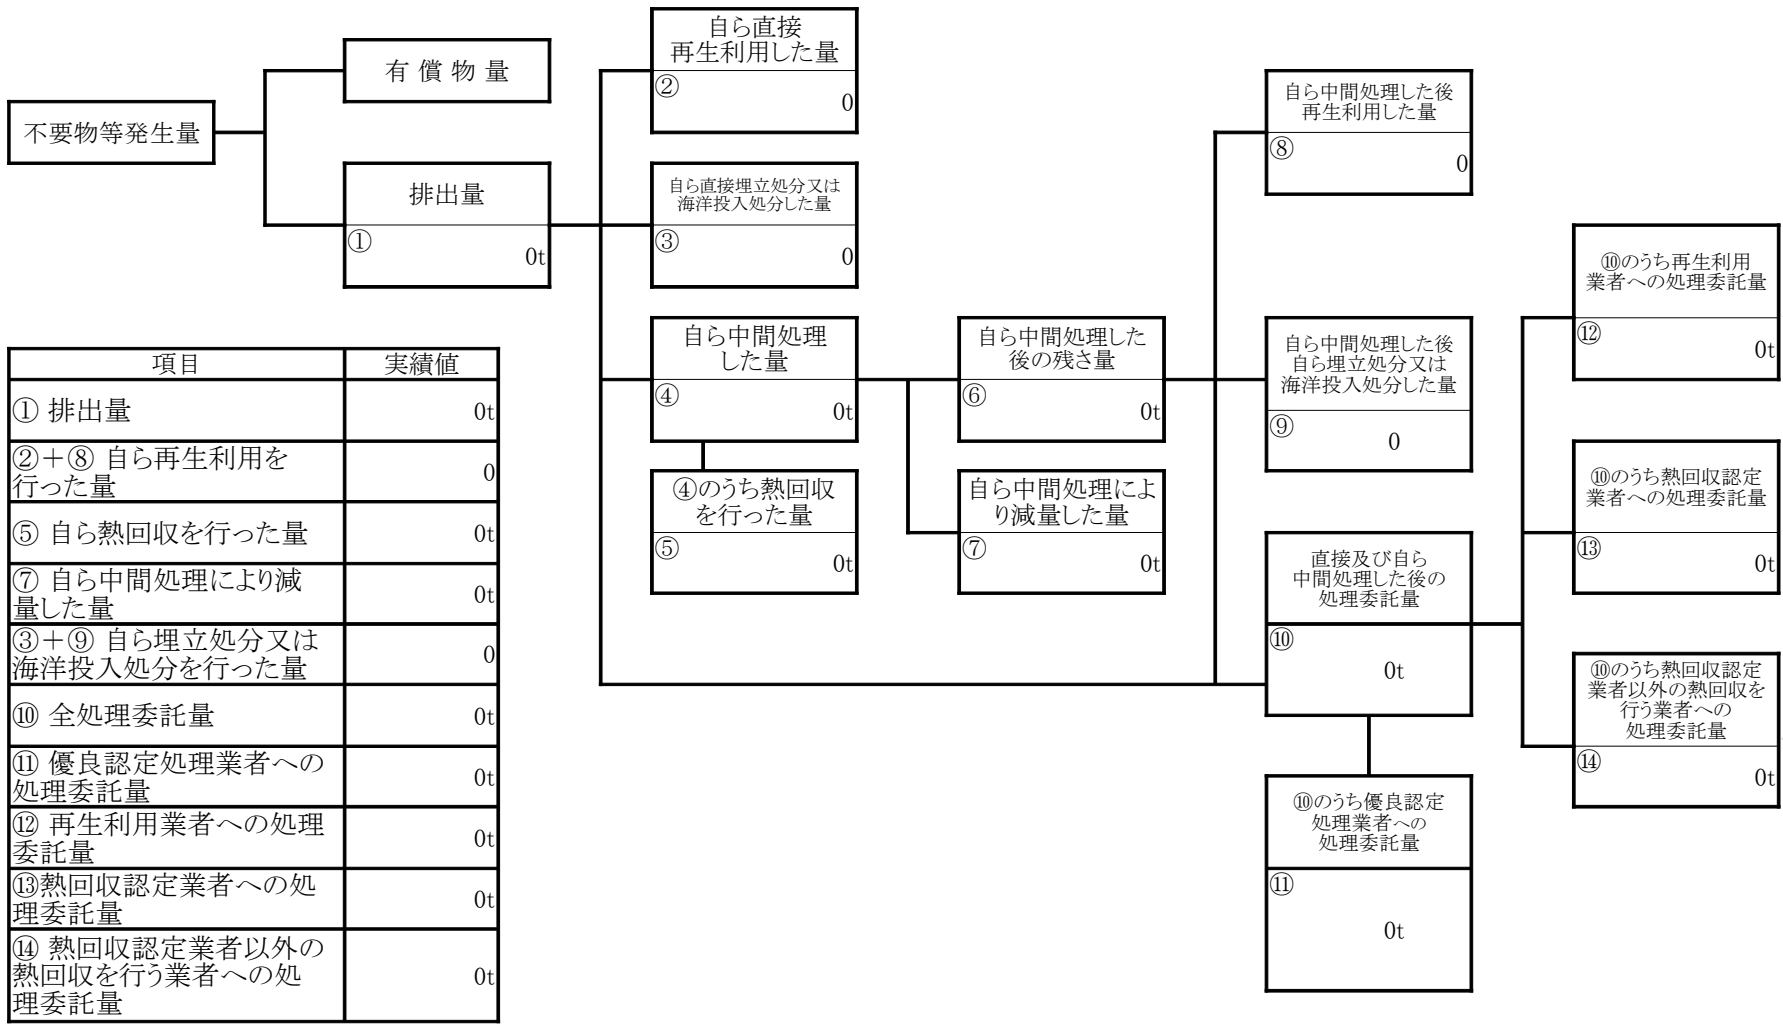 不要物等発生量
有 償 物 量
排出量
①
0t
自ら直接
再生利用した量
②
0
自ら直接埋立処分又は
海洋投入処分した量
③
0
自ら中間処理
した量
④
0t
④のうち熱回収
を行った量
⑤
0t
自ら中間処理した
後の残さ量
⑥
0t
自ら中間処理によ
り減量した量
⑦
0t
自ら中間処理した後
再生利用した量
⑧
0
自ら中間処理した後
自ら埋立処分又は
海洋投入処分した量
⑨
0
直接及び自ら
中間処理した後の
処理委託量
⑩
0t
⑩のうち優良認定
処理業者への
処理委託量
⑪
0t
⑩のうち再生利用
業者への処理委託量
⑫
0t
⑩のうち熱回収認定
業者への処理委託量
⑬
0t
⑩のうち熱回収認定
業者以外の熱回収を
行う業者への
処理委託量
⑭
0t
項目 実績値
① 排出量 0t
②＋⑧ 自ら再生利用を
行った量 0
⑤ 自ら熱回収を行った量 0t
⑦ 自ら中間処理により減
量した量 0t
③＋⑨ 自ら埋立処分又は
海洋投入処分を行った量 0
⑩ 全処理委託量 0t
⑪ 優良認定処理業者への
処理委託量 0t
⑫ 再生利用業者への処理
委託量 0t
⑬熱回収認定業者への処
理委託量 0t
⑭ 熱回収認定業者以外の
熱回収を行う業者への処
理委託量 0t